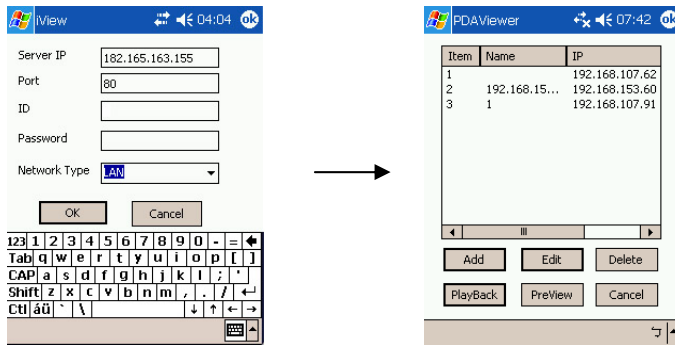 iView 04:04 ok
Server IP 182.165.163.155
Port 80
ID
Password
Network Type LAN
OK Cancel
123 1 2 3 4 5 6 7 8 9 0 - =
Tab q w e r t y u i o p [ ]
CAP a s d f g h j k l ; '
Shift z x c v b n m , . /
Ctl áü ` \
PDAViewer 07:42 ok
Item Name IP
1 192.168.107.62
2 192.168.15... 192.168.153.60
3 1 192.168.107.91
Add Edit Delete
PlayBack PreView Cancel